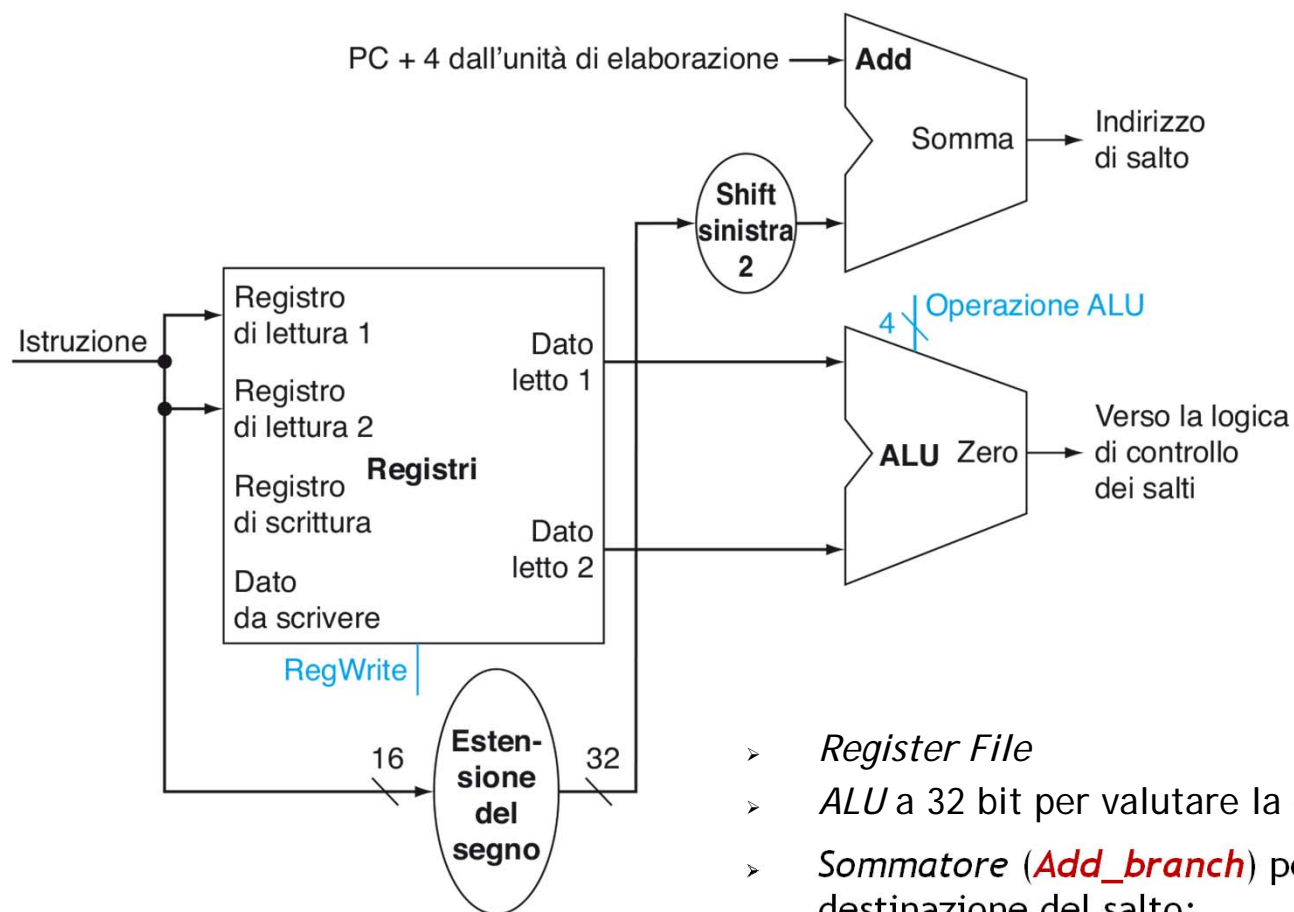 PC + 4 dall'unità di elaborazione
Add
Somma
Indirizzo
di salto
Shift
sinistra
2
Operazione ALU
4
Istruzione
Registro
di lettura 1
Registro
di lettura 2
Registri
Registro
di scrittura
Dato
da scrivere
Dato
letto 1
Dato
letto 2
ALU
Zero
Verso la logica
di controllo
dei salti
RegWrite
16
Esten-
sione
del
segno
32
➢ Register File
➢ ALU a 32 bit per valutare la
➢ Sommatore (Add_branch)